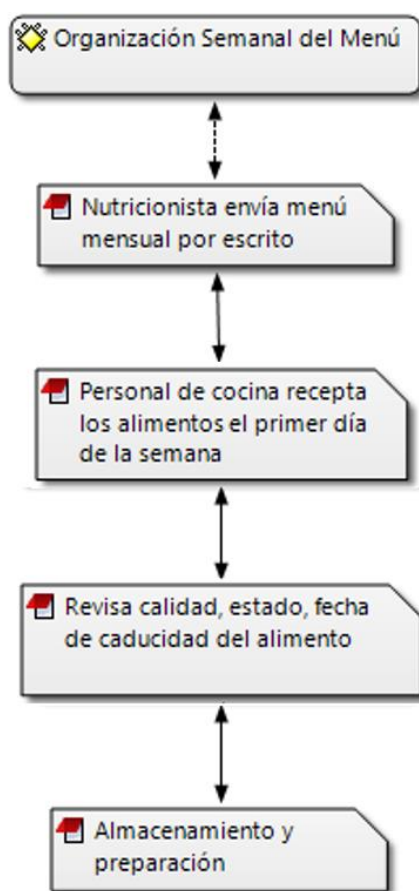 Organización Semanal del Menú
Nutricionista envía menú
mensual por escrito
Personal de cocina recepta
los alimentos el primer día
de la semana
Revisa calidad, estado, fecha
de caducidad del alimento
Almacenamiento y
preparación